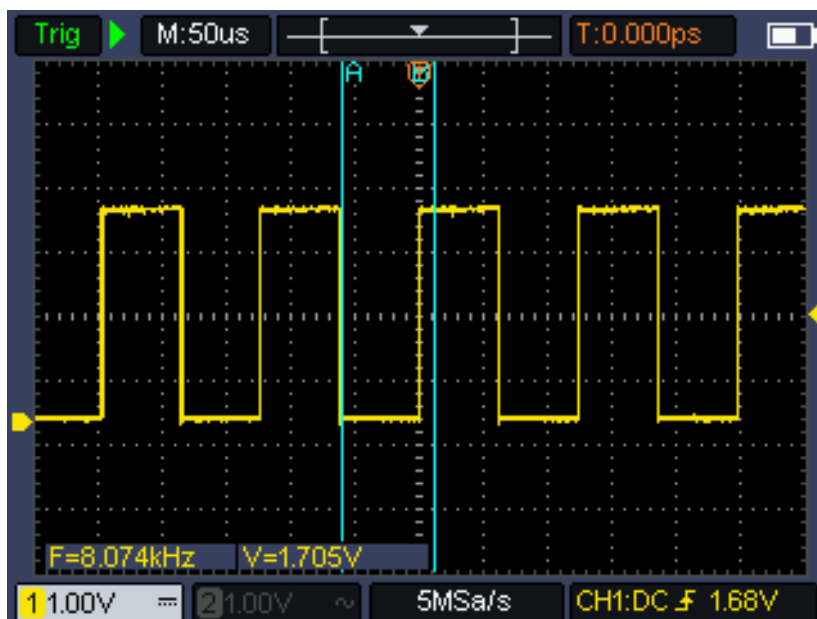 Trig M:50us T:0.000ps
A B
F=8.074kHz V=1.705V
1 1.00V 2 1.00V 5MSa/s CH1:DC 1.68V